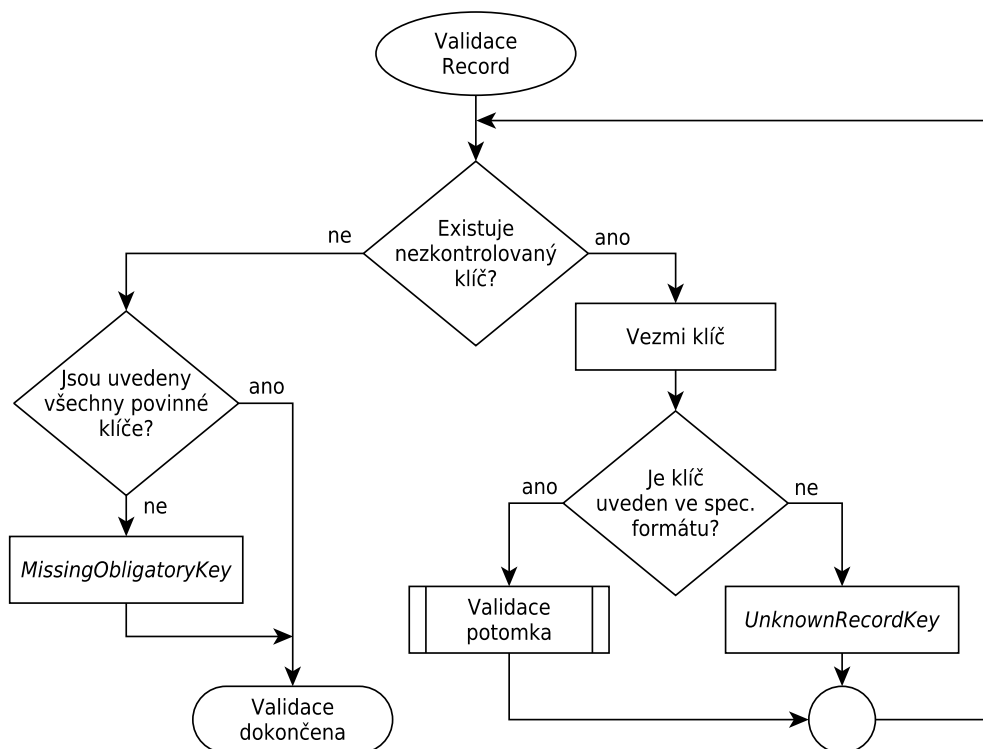 Validace
Record
Existuje
nezkontrolovaný
klíč?
ne
ano
Vezmi klíč
Jsou uvedeny
všechny povinné
klíče?
ano
ne
MissingObligatoryKey
Je klíč
uveden ve spec.
formátu?
ano
ne
Validace
potomka
UnknownRecordKey
Validace
dokončena